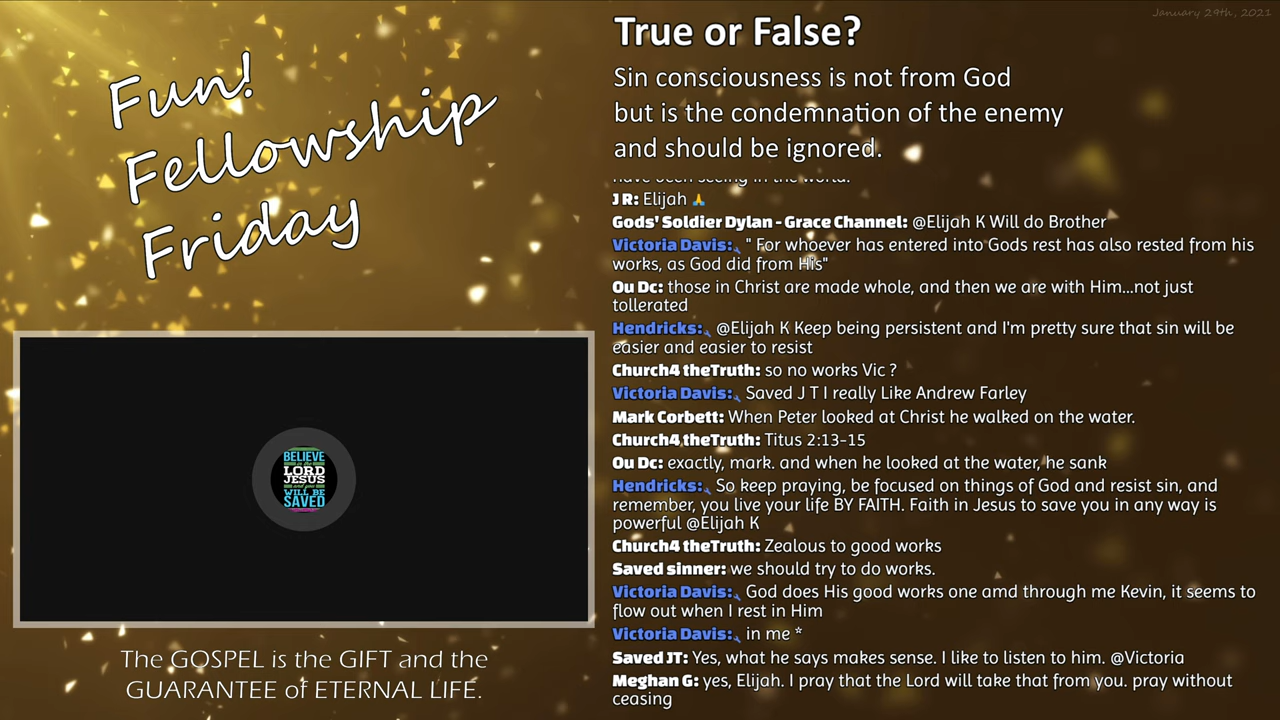 January 29th, 2021
Fun!
Fellowship
Friday
True or False?
Sin consciousness is not from God
but is the condemnation of the enemy
and should be ignored.
have been seeing in the world.
J R: Elijah 🙏
Gods' Soldier Dylan - Grace Channel: @Elijah K Will do Brother
Victoria Davis: " For whoever has entered into Gods rest has also rested from his
works, as God did from His"
Ou Dc: those in Christ are made whole, and then we are with Him...not just
tollerated
Hendricks: @Elijah K Keep being persistent and I'm pretty sure that sin will be
easier and easier to resist
Church4 theTruth: so no works Vic ?
Victoria Davis: Saved J T I really Like Andrew Farley
Mark Corbett: When Peter looked at Christ he walked on the water.
Church4 theTruth: Titus 2:13-15
Ou Dc: exactly, mark. and when he looked at the water, he sank
Hendricks: So keep praying, be focused on things of God and resist sin, and
remember, you live your life BY FAITH. Faith in Jesus to save you in any way is
powerful @Elijah K
Church4 theTruth: Zealous to good works
Saved sinner: we should try to do works.
Victoria Davis: God does His good works one amd through me Kevin, it seems to
flow out when I rest in Him
Victoria Davis: in me *
Saved JT: Yes, what he says makes sense. I like to listen to him. @Victoria
Meghan G: yes, Elijah. I pray that the Lord will take that from you. pray without
ceasing
BELIEVE
in the
LORD
JESUS
and you
WILL BE
SAVED
The GOSPEL is the GIFT and the
GUARANTEE of ETERNAL LIFE.